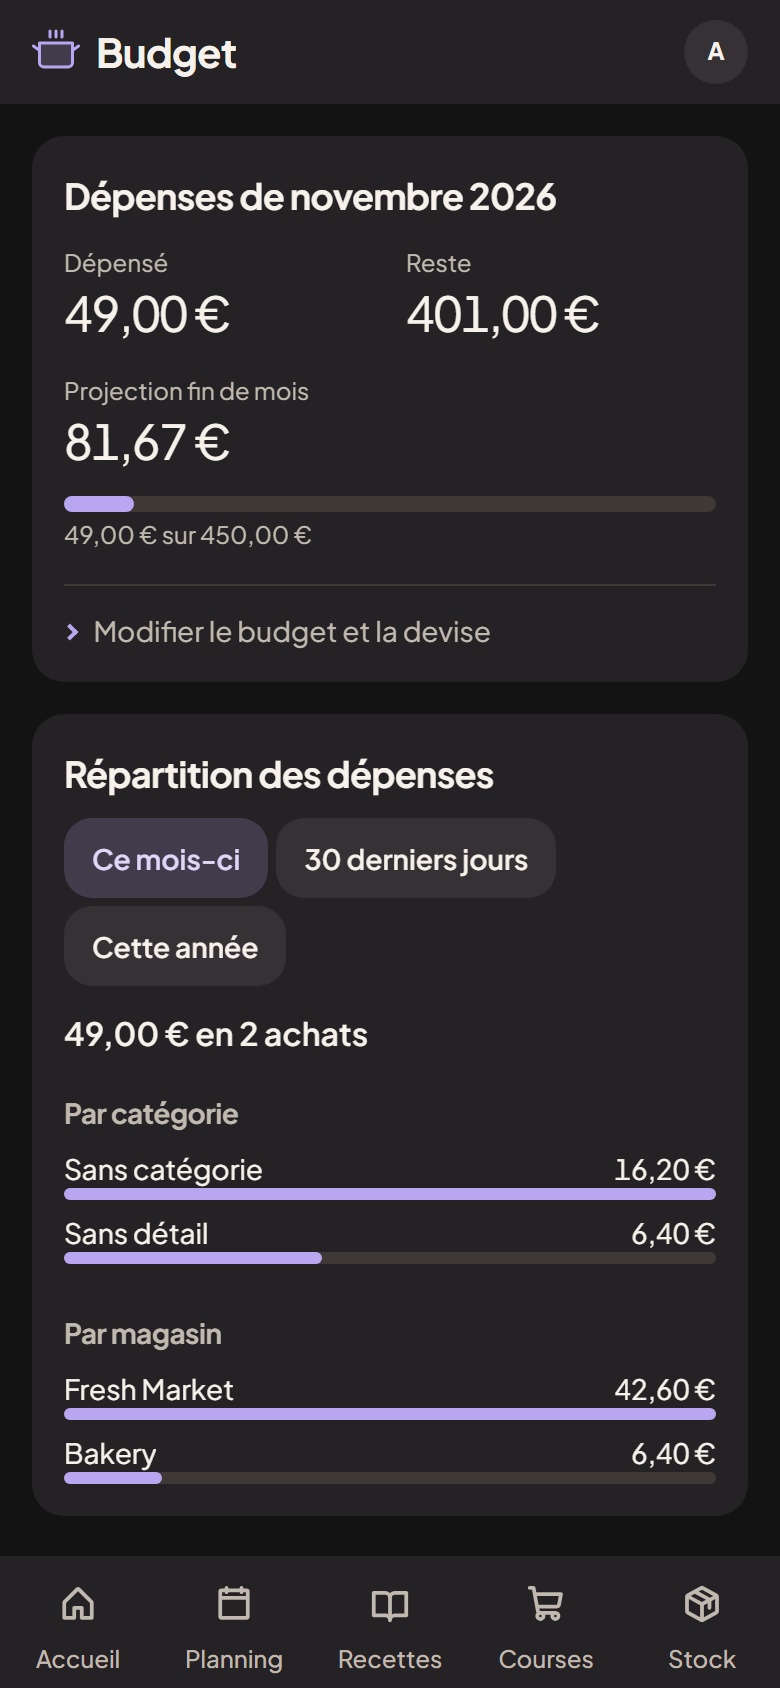 Budget
A
Dépenses de novembre 2026
Dépensé
49,00 €
Reste
401,00 €
Projection fin de mois
81,67 €
49,00 € sur 450,00 €
Modifier le budget et la devise
Répartition des dépenses
Ce mois-ci
30 derniers jours
Cette année
49,00 € en 2 achats
Par catégorie
Sans catégorie 16,20 €
Sans détail 6,40 €
Par magasin
Fresh Market 42,60 €
Bakery 6,40 €
Accueil
Planning
Recettes
Courses
Stock